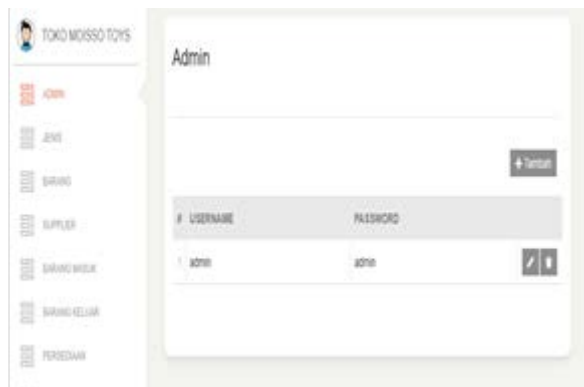 TOKO MOISSO TOYS
ADMIN
JENIS
BARANG
SUPPLIER
BARANG MASUK
BARANG KELUAR
PERSEDIAAN
Admin
+ Tambah
# USERNAME PASSWORD
1 admin admin